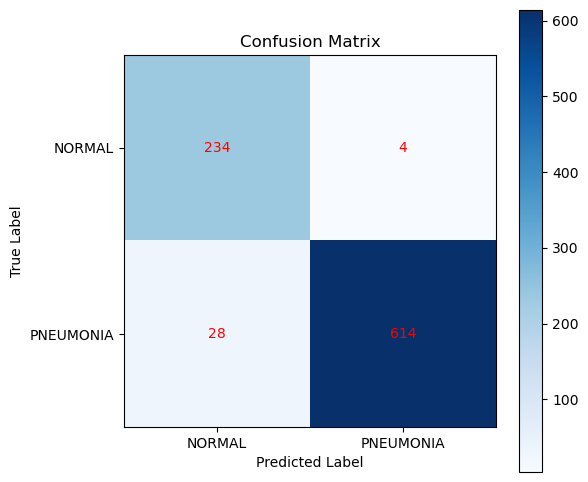 Confusion Matrix
True Label
NORMAL
234
4
PNEUMONIA
28
614
NORMAL
PNEUMONIA
Predicted Label
600
500
400
300
200
100